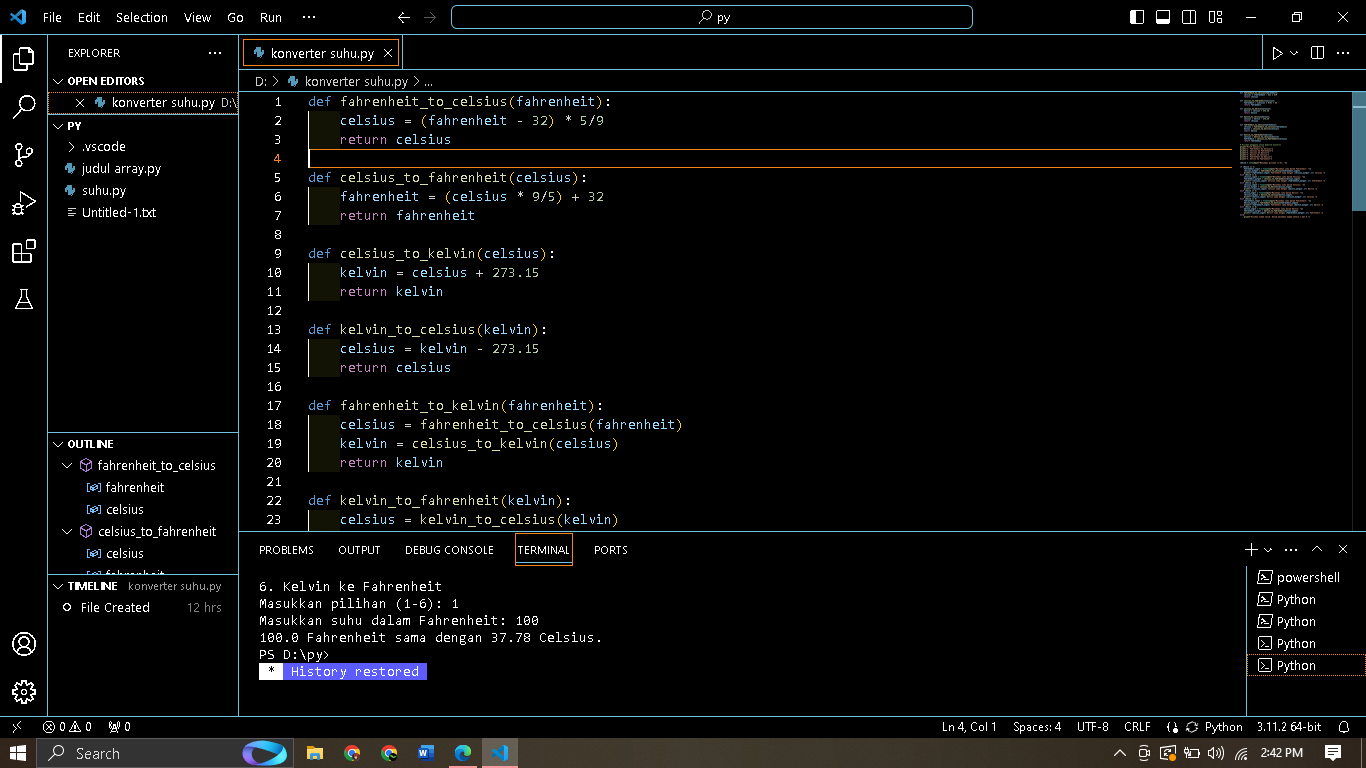 File Edit Selection View Go Run ···
py
EXPLORER ···
OPEN EDITORS
konverter suhu.py D:\
PY
.vscode
judul array.py
suhu.py
Untitled-1.txt
OUTLINE
fahrenheit_to_celsius
fahrenheit
celsius
celsius_to_fahrenheit
celsius
TIMELINE konverter suhu.py
File Created 12 hrs
konverter suhu.py
D: > konverter suhu.py > ...
1 def fahrenheit_to_celsius(fahrenheit):
2 celsius = (fahrenheit - 32) * 5/9
3 return celsius
4
5 def celsius_to_fahrenheit(celsius):
6 fahrenheit = (celsius * 9/5) + 32
7 return fahrenheit
8
9 def celsius_to_kelvin(celsius):
10 kelvin = celsius + 273.15
11 return kelvin
12
13 def kelvin_to_celsius(kelvin):
14 celsius = kelvin - 273.15
15 return celsius
16
17 def fahrenheit_to_kelvin(fahrenheit):
18 celsius = fahrenheit_to_celsius(fahrenheit)
19 kelvin = celsius_to_kelvin(celsius)
20 return kelvin
21
22 def kelvin_to_fahrenheit(kelvin):
23 celsius = kelvin_to_celsius(kelvin)
PROBLEMS OUTPUT DEBUG CONSOLE TERMINAL PORTS
6. Kelvin ke Fahrenheit
Masukkan pilihan (1-6): 1
Masukkan suhu dalam Fahrenheit: 100
100.0 Fahrenheit sama dengan 37.78 Celsius.
PS D:\py>
* History restored
powershell
Python
Python
Python
Python
0 0 0
Ln 4, Col 1 Spaces: 4 UTF-8 CRLF Python 3.11.2 64-bit
Search
2:42 PM